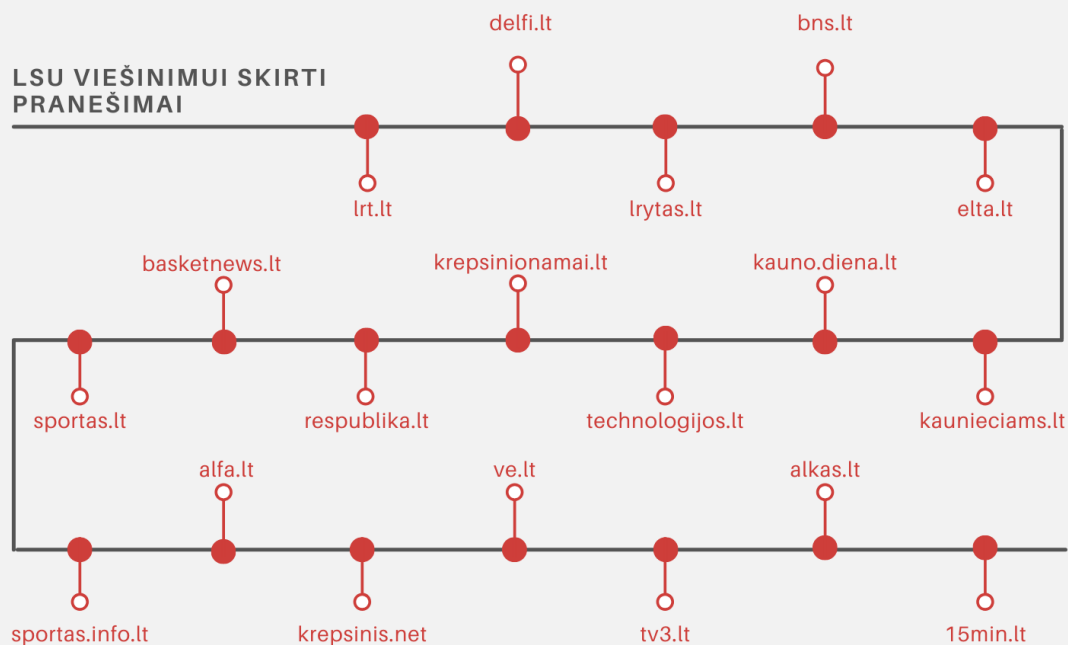 delfi.lt
bns.lt
LSU VIEŠINIMUI SKIRTI
PRANEŠIMAI
lrt.lt
lrytas.lt
elta.lt
basketnews.lt
krepsinionamai.lt
kauno.diena.lt
sportas.lt
respublika.lt
technologijos.lt
kaunieciams.lt
alfa.lt
ve.lt
alkas.lt
sportas.info.lt
krepsinis.net
tv3.lt
15min.lt